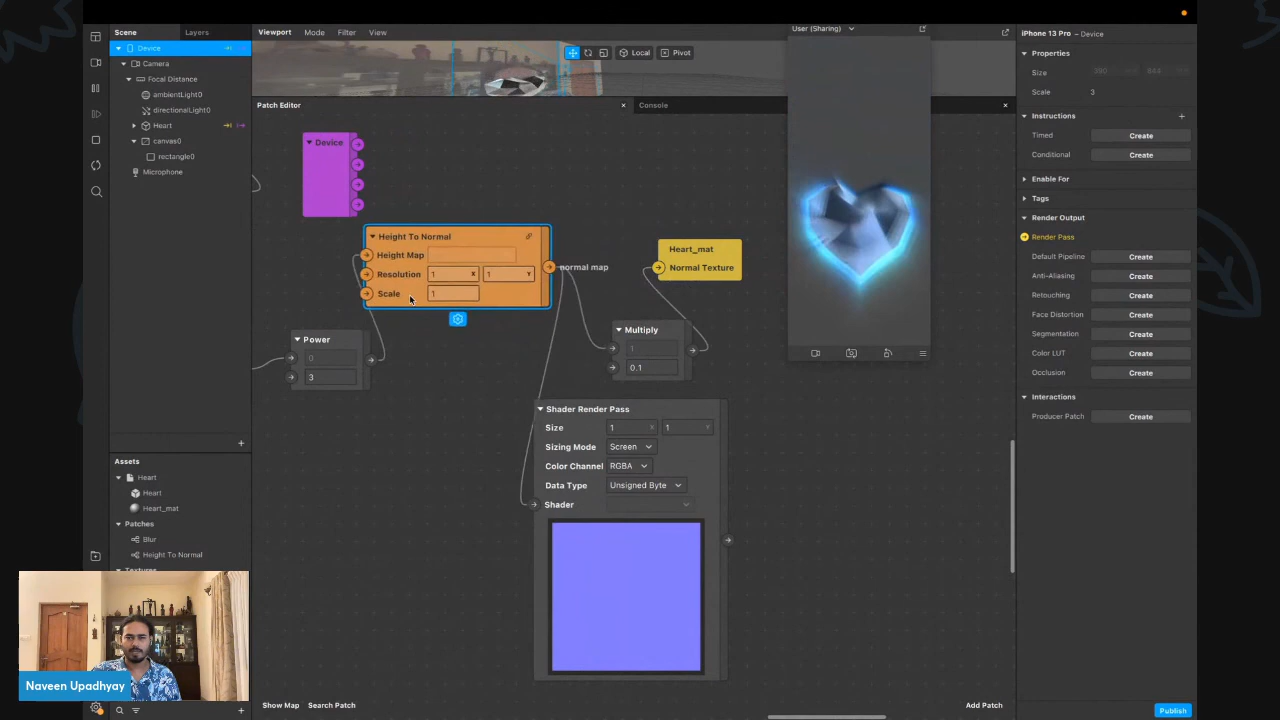 Scene
Layers
Device
Camera
Focal Distance
ambientLight0
directionalLight0
Heart
canvas0
rectangle0
Microphone
Assets
Heart
Heart
Heart_mat
Patches
Blur
Height To Normal
Viewport
Mode
Filter
View
Local
Pivot
Patch Editor
Console
Device
Height To Normal
Height Map
Resolution
1
X
1
Y
Scale
1
normal map
Heart_mat
Normal Texture
Power
0
3
Multiply
1
0.1
Shader Render Pass
Size
1
X
1
Y
Sizing Mode
Screen
Color Channel
RGBA
Data Type
Unsigned Byte
Shader
Show Map
Search Patch
Add Patch
User (Sharing)
iPhone 13 Pro – Device
Properties
Size
Scale
3
Instructions
Timed
Create
Conditional
Create
Enable For
Tags
Render Output
Render Pass
Default Pipeline
Create
Anti-Aliasing
Create
Retouching
Create
Face Distortion
Create
Segmentation
Create
Color LUT
Create
Occlusion
Create
Interactions
Producer Patch
Create
Publish
Naveen Upadhyay